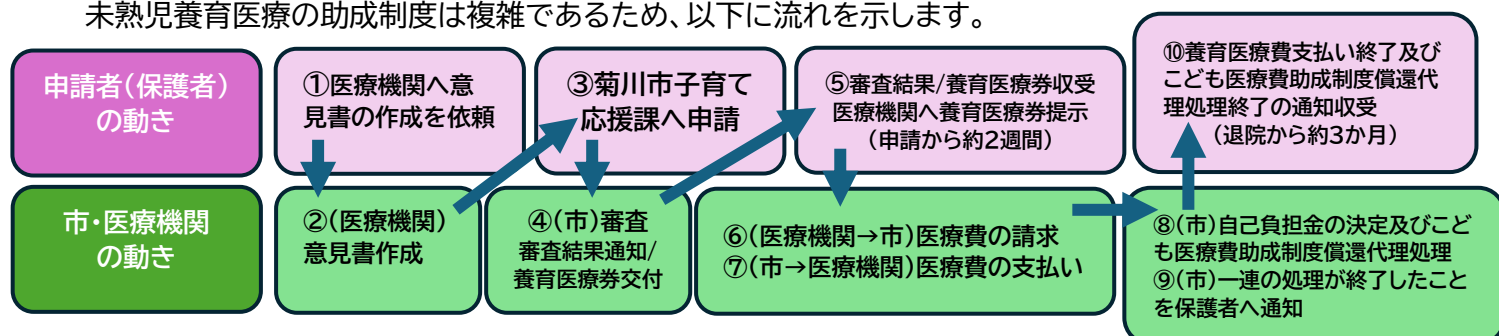 未熟児養育医療の助成制度は複雑であるため、以下に流れを示します。
申請者(保護者)
の動き
①医療機関へ意
見書の作成を依頼
③菊川市子育て
応援課へ申請
⑤審査結果/養育医療券収受
医療機関へ養育医療券提示
(申請から約2週間)
⑩養育医療費支払い終了及び
こども医療費助成制度償還代
理処理終了の通知収受
(退院から約3か月)
市・医療機関
の動き
②(医療機関)
意見書作成
④(市)審査
審査結果通知/
養育医療券交付
⑥(医療機関→市)医療費の請求
⑦(市→医療機関)医療費の支払い
⑧(市)自己負担金の決定及びこど
も医療費助成制度償還代理処理
⑨(市)一連の処理が終了したこと
を保護者へ通知